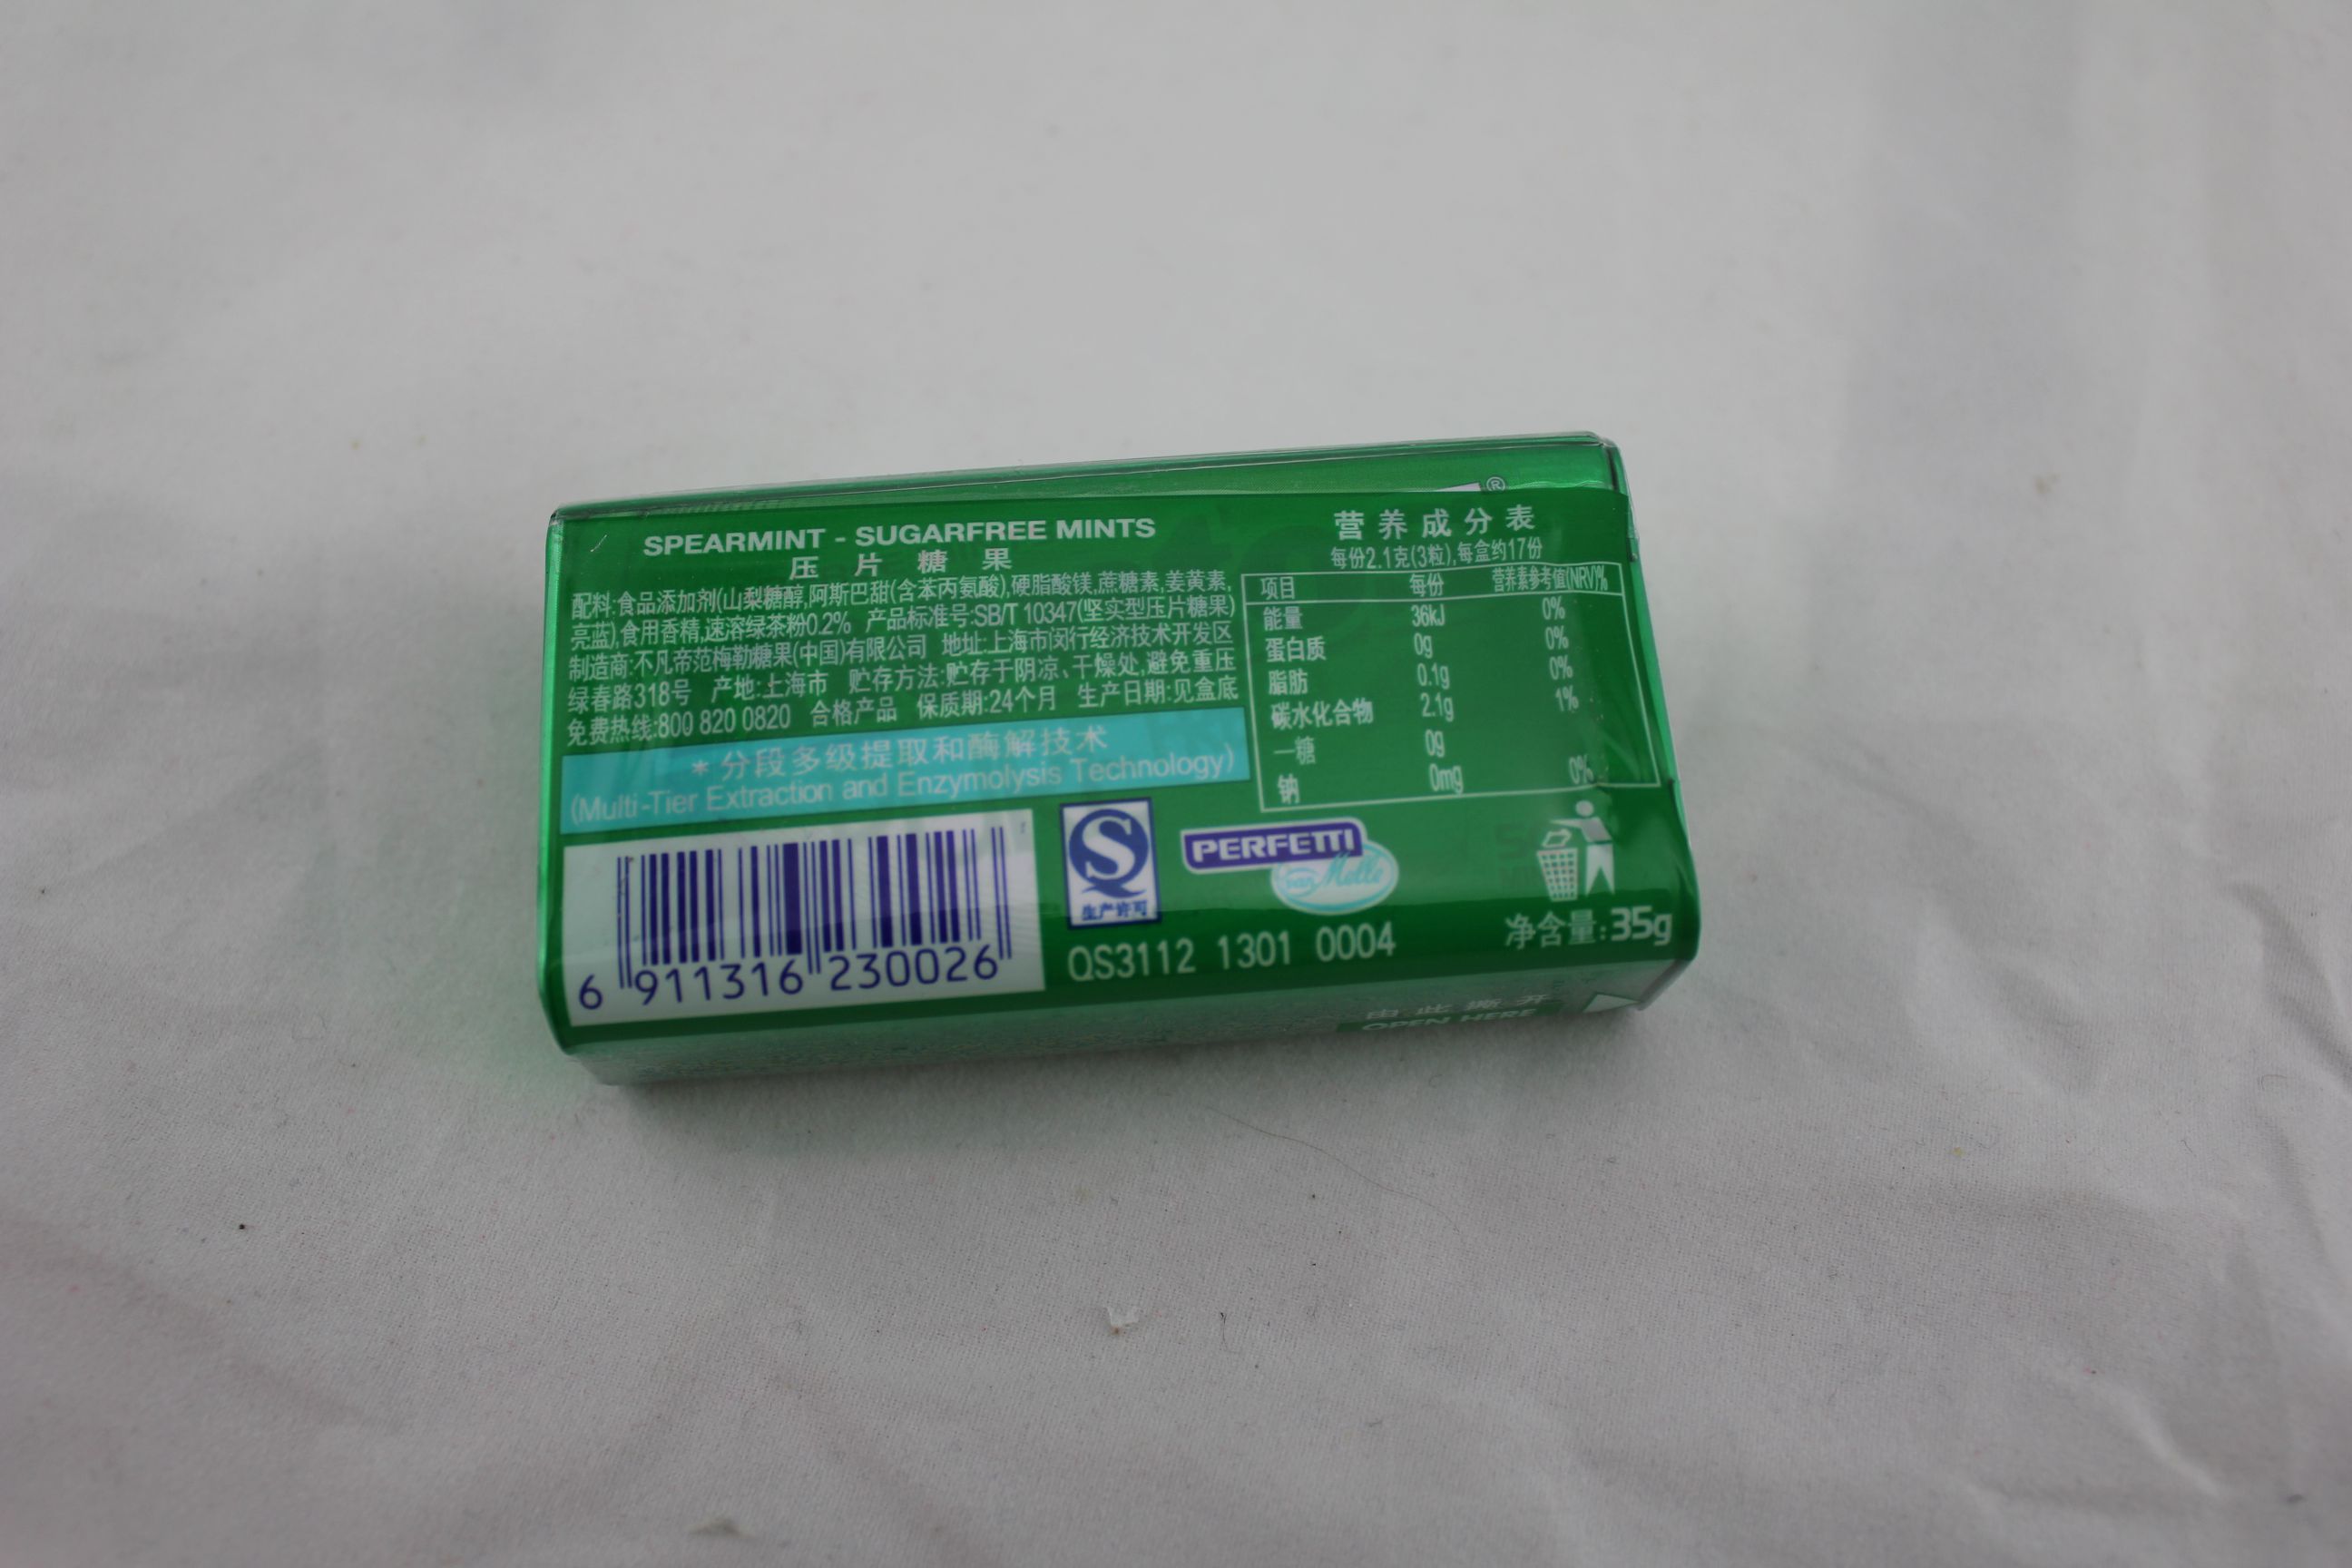 ®
SPEARMINT - SUGARFREE MINTS
压片糖果
配料:食品添加剂(山梨糖醇,阿斯巴甜(含苯丙氨酸),硬脂酸镁,蔗糖素,姜黄素,
亮蓝),食用香精,速溶绿茶粉0.2% 产品标准号:SB/T 10347(坚实型压片糖果)
制造商:不凡帝范梅勒糖果(中国)有限公司 地址:上海市闵行经济技术开发区
绿春路318号 产地:上海市 贮存方法:贮存于阴凉、干燥处,避免重压
免费热线:800 820 0820 合格产品 保质期:24个月 生产日期:见盒底
*分段多级提取和酶解技术
(Multi-Tier Extraction and Enzymolysis Technology)
营养成分表
每份2.1克(3粒),每盒约17份
项目 每份 营养素参考值(NRV)%
能量 36kJ 0%
蛋白质 0g 0%
脂肪 0.1g 0%
碳水化合物 2.1g 1%
—糖 0g
钠 0mg 0%
6 911316 230026
生产许可
PERFETTI
van Melle
QS3112 1301 0004
净含量:35g
由此撕开
OPEN HERE